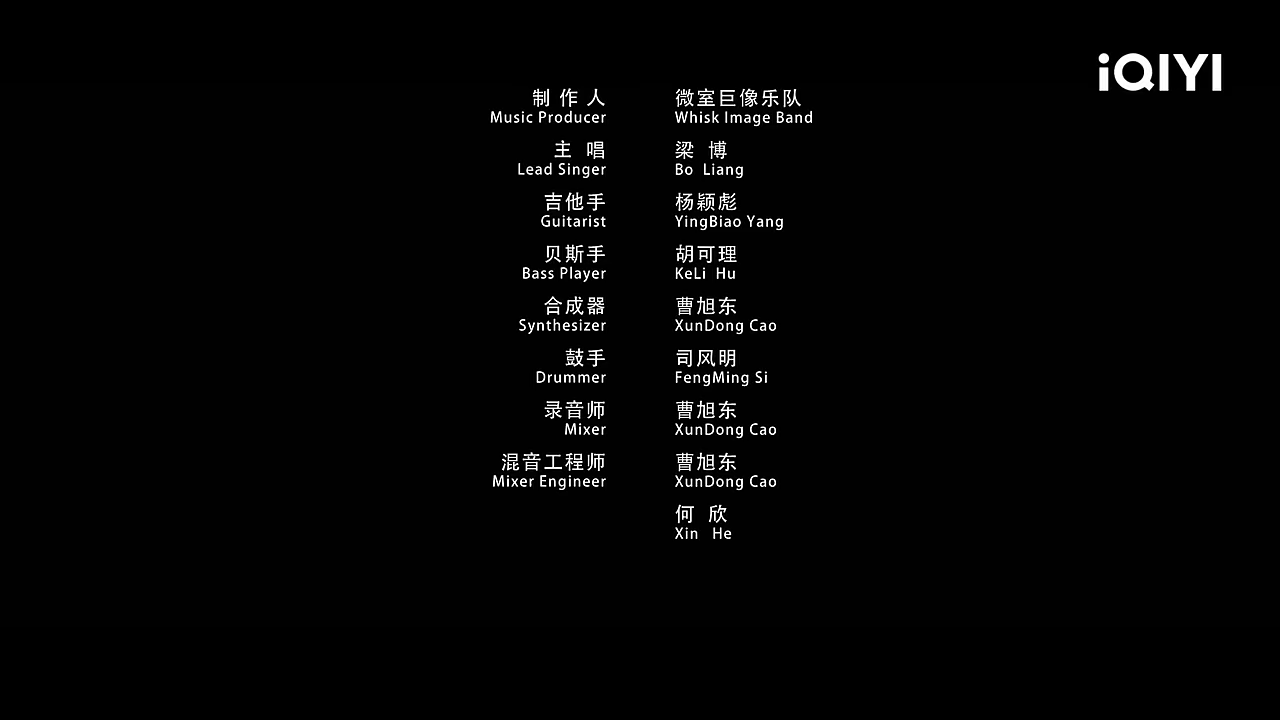 iQIYI
制 作 人 微室巨像乐队
Music Producer Whisk Image Band
主 唱 梁 博
Lead Singer Bo Liang
吉他手 杨颖彪
Guitarist YingBiao Yang
贝斯手 胡可理
Bass Player KeLi Hu
合成器 曹旭东
Synthesizer XunDong Cao
鼓手 司风明
Drummer FengMing Si
录音师 曹旭东
Mixer XunDong Cao
混音工程师 曹旭东
Mixer Engineer XunDong Cao
何 欣
Xin He